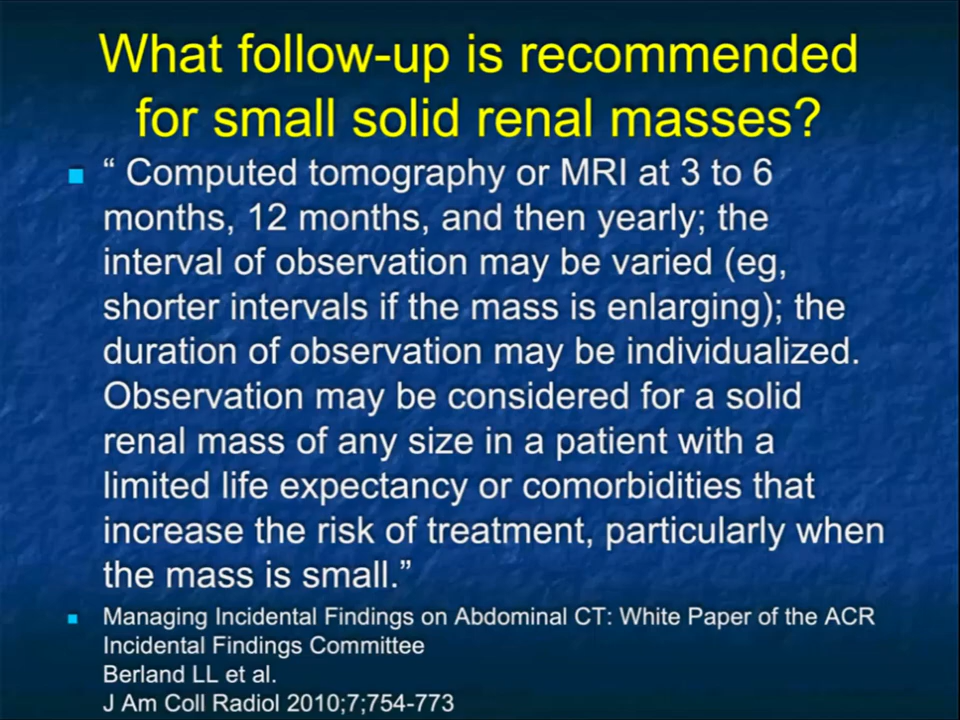 What follow-up is recommended
for small solid renal masses?
“ Computed tomography or MRI at 3 to 6
months, 12 months, and then yearly; the
interval of observation may be varied (eg,
shorter intervals if the mass is enlarging); the
duration of observation may be individualized.
Observation may be considered for a solid
renal mass of any size in a patient with a
limited life expectancy or comorbidities that
increase the risk of treatment, particularly when
the mass is small.”
Managing Incidental Findings on Abdominal CT: White Paper of the ACR
Incidental Findings Committee
Berland LL et al.
J Am Coll Radiol 2010;7;754-773